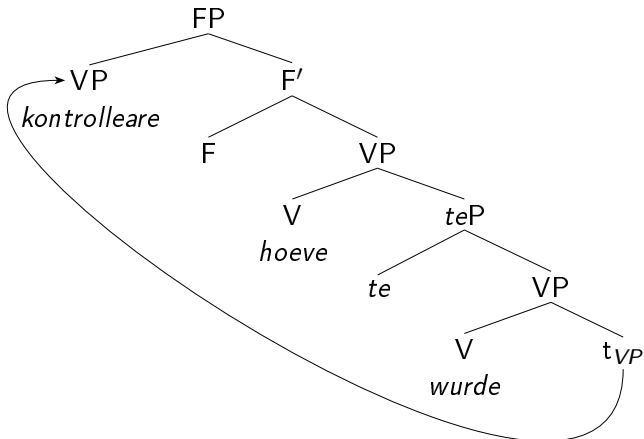 FP
VP F′
kontrolleare
F VP
V teP
hoeve
te VP
V tVP
wurde